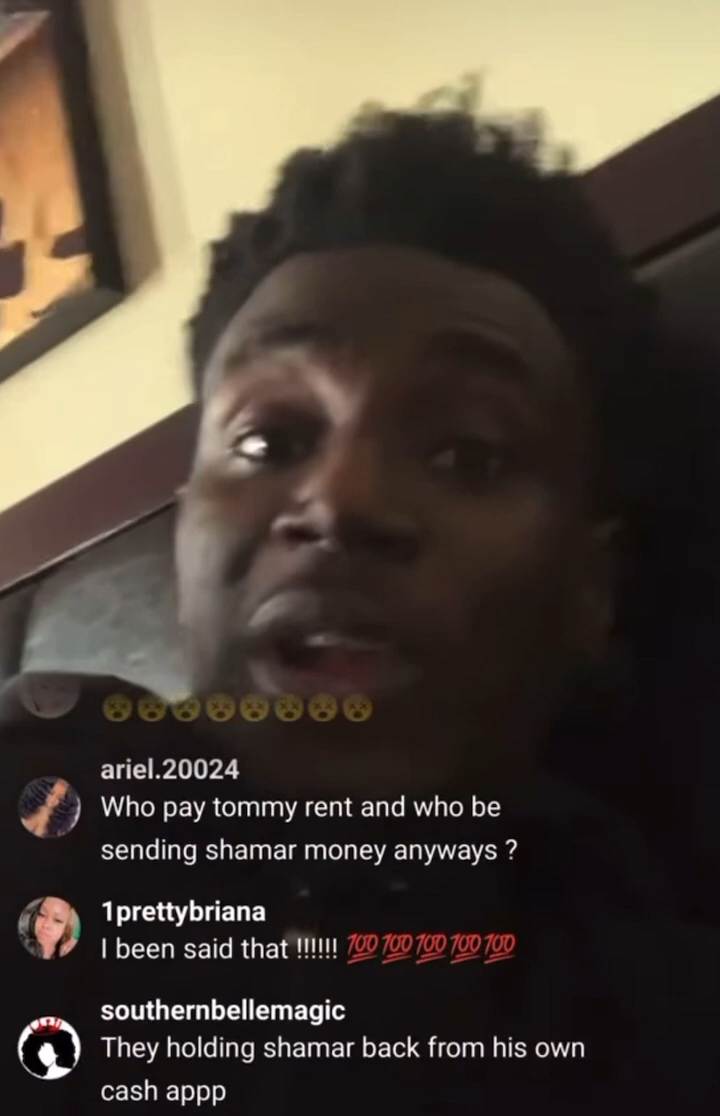 😵😵😵😵😵😵😵😵
ariel.20024
Who pay tommy rent and who be
sending shamar money anyways ?
1prettybriana
I been said that !!!!!! 💯💯💯💯💯
southernbellemagic
They holding shamar back from his own
cash appp